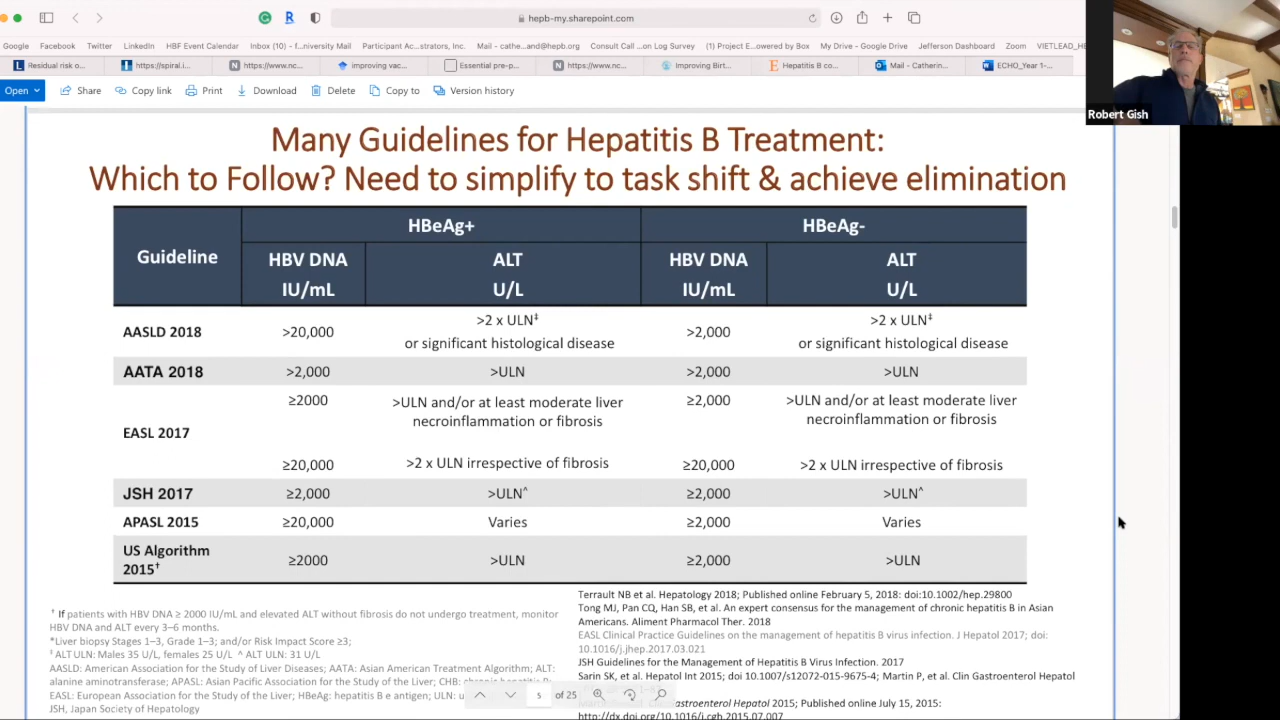 hepb-my.sharepoint.com
Google Facebook Twitter LinkedIn HBF Event Calendar Inbox (10) - f...niversity Mail Participant Ac...strators, Inc. Mail - cathe...and@hepb.org Consult Call ...on Log Survey (1) Project E...owered by Box My Drive - Google Drive Jefferson Dashboard Zoom VIETLEAD_HE
Residual risk o... https://spiral.i... https://www.nc... improving vac... Essential pre-p... https://www.nc... Improving Birt... Hepatitis B co... Mail - Catherin... ECHO_Year 1-...
Open Share Copy link Print Download Delete Copy to Version history
Robert Gish
Many Guidelines for Hepatitis B Treatment:
Which to Follow? Need to simplify to task shift & achieve elimination
Guideline HBeAg+ HBeAg-
HBV DNA IU/mL ALT U/L HBV DNA IU/mL ALT U/L
AASLD 2018 >20,000 >2 x ULN‡ or significant histological disease >2,000 >2 x ULN‡ or significant histological disease
AATA 2018 >2,000 >ULN >2,000 >ULN
EASL 2017 ≥2000 >ULN and/or at least moderate liver necroinflammation or fibrosis ≥2,000 >ULN and/or at least moderate liver necroinflammation or fibrosis
≥20,000 >2 x ULN irrespective of fibrosis ≥20,000 >2 x ULN irrespective of fibrosis
JSH 2017 ≥2,000 >ULN^ ≥2,000 >ULN^
APASL 2015 ≥20,000 Varies ≥2,000 Varies
US Algorithm 2015† ≥2000 >ULN ≥2,000 >ULN
† If patients with HBV DNA ≥ 2000 IU/mL and elevated ALT without fibrosis do not undergo treatment, monitor
HBV DNA and ALT every 3–6 months.
*Liver biopsy Stages 1–3, Grade 1–3; and/or Risk Impact Score ≥3;
‡ ALT ULN: Males 35 U/L, females 25 U/L ^ ALT ULN: 31 U/L
AASLD: American Association for the Study of Liver Diseases; AATA: Asian American Treatment Algorithm; ALT:
alanine aminotransferase; APASL: Asian Pacific Association for the Study of the Liver; CHB:
EASL: European Association for the Study of the Liver; HBeAg: hepatitis B e antigen; ULN:
JSH, Japan Society of Hepatology
Terrault NB et al. Hepatology 2018; Published online February 5, 2018: doi:10.1002/hep.29800
Tong MJ, Pan CQ, Han SB, et al. An expert consensus for the management of chronic hepatitis B in Asian
Americans. Aliment Pharmacol Ther. 2018
EASL Clinical Practice Guidelines on the management of hepatitis B virus infection. J Hepatol 2017; doi:
10.1016/j.jhep.2017.03.021
JSH Guidelines for the Management of Hepatitis B Virus Infection. 2017
Sarin SK, et al. Hepatol Int 2015; doi 10.1007/s12072-015-9675-4; Martin P, et al. Clin Gastroenterol Hepatol
Gastroenterol Hepatol 2015; Published online July 15, 2015:
http://dx.doi.org/10.1016/j.cgh.2015.07.007
5 of 25